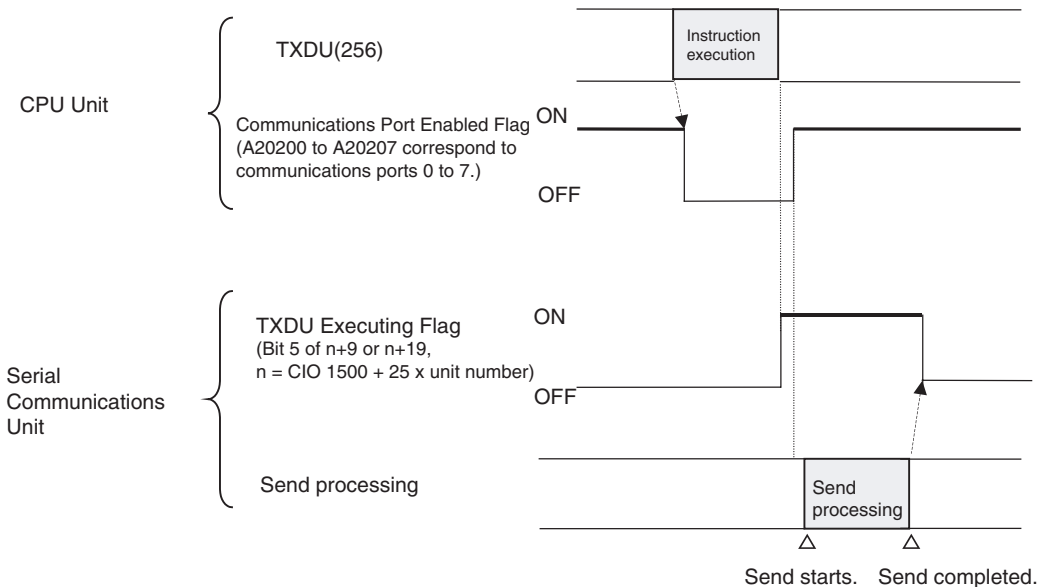 TXDU(256)
Instruction
execution
CPU Unit
ON
Communications Port Enabled Flag
(A20200 to A20207 correspond to
communications ports 0 to 7.)
OFF
ON
TXDU Executing Flag
(Bit 5 of n+9 or n+19,
n = CIO 1500 + 25 x unit number)
OFF
Serial
Communications
Unit
Send processing
Send
processing
Send starts.
Send completed.